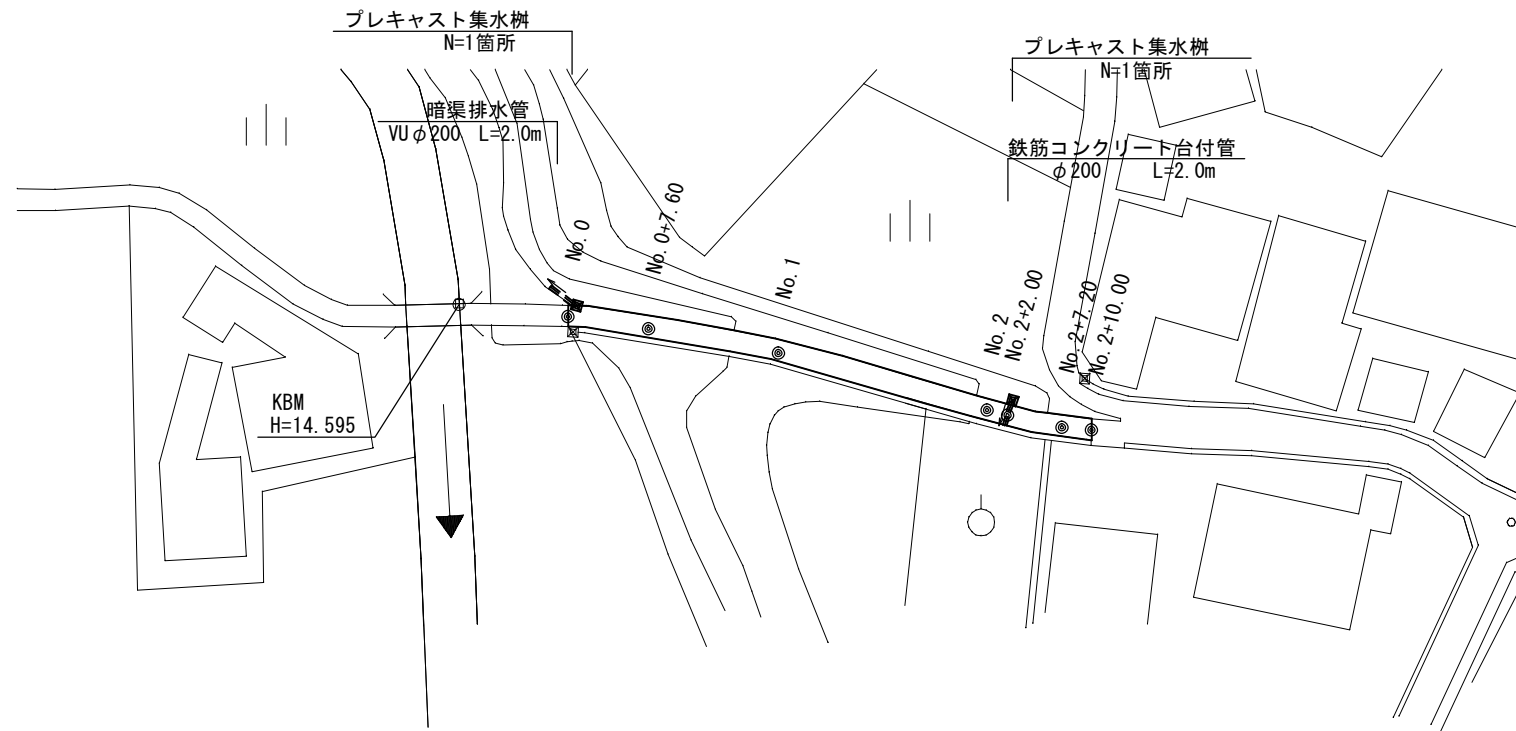 プレキャスト集水桝
N=1箇所
プレキャスト集水桝
N=1箇所
暗渠排水管
VUφ200 L=2.0m
鉄筋コンクリート台付管
φ200 L=2.0m
No. 0
No. 0+7.60
No. 1
No. 2
No. 2+2.00
No. 2+7.20
No. 2+10.00
KBM
H=14.595